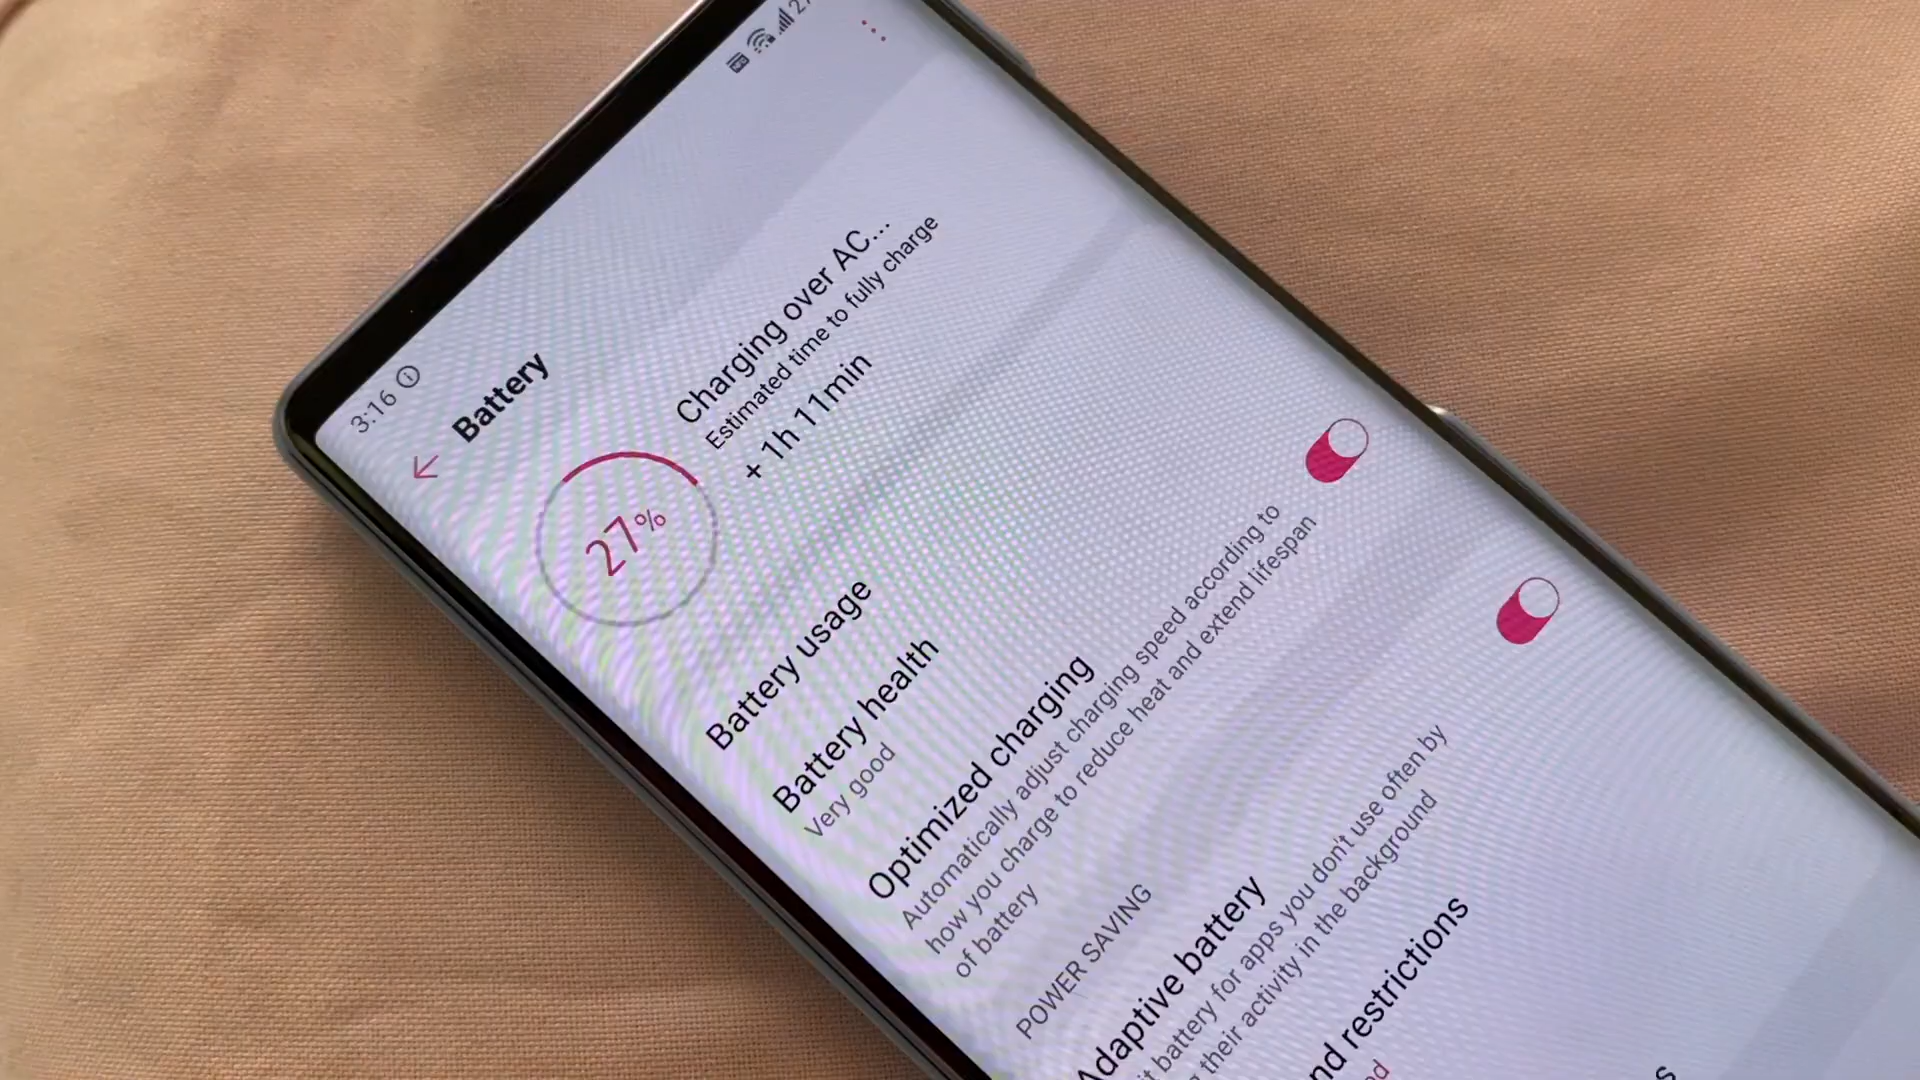 3:16
27
Battery
27%
Charging over AC...
Estimated time to fully charge
+ 1h 11min
Battery usage
Battery health
Very good
Optimized charging
Automatically adjust charging speed according to
how you charge to reduce heat and extend lifespan
of battery
POWER SAVING
Adaptive battery
battery for apps you don't use often by
their activity in the background
restrictions